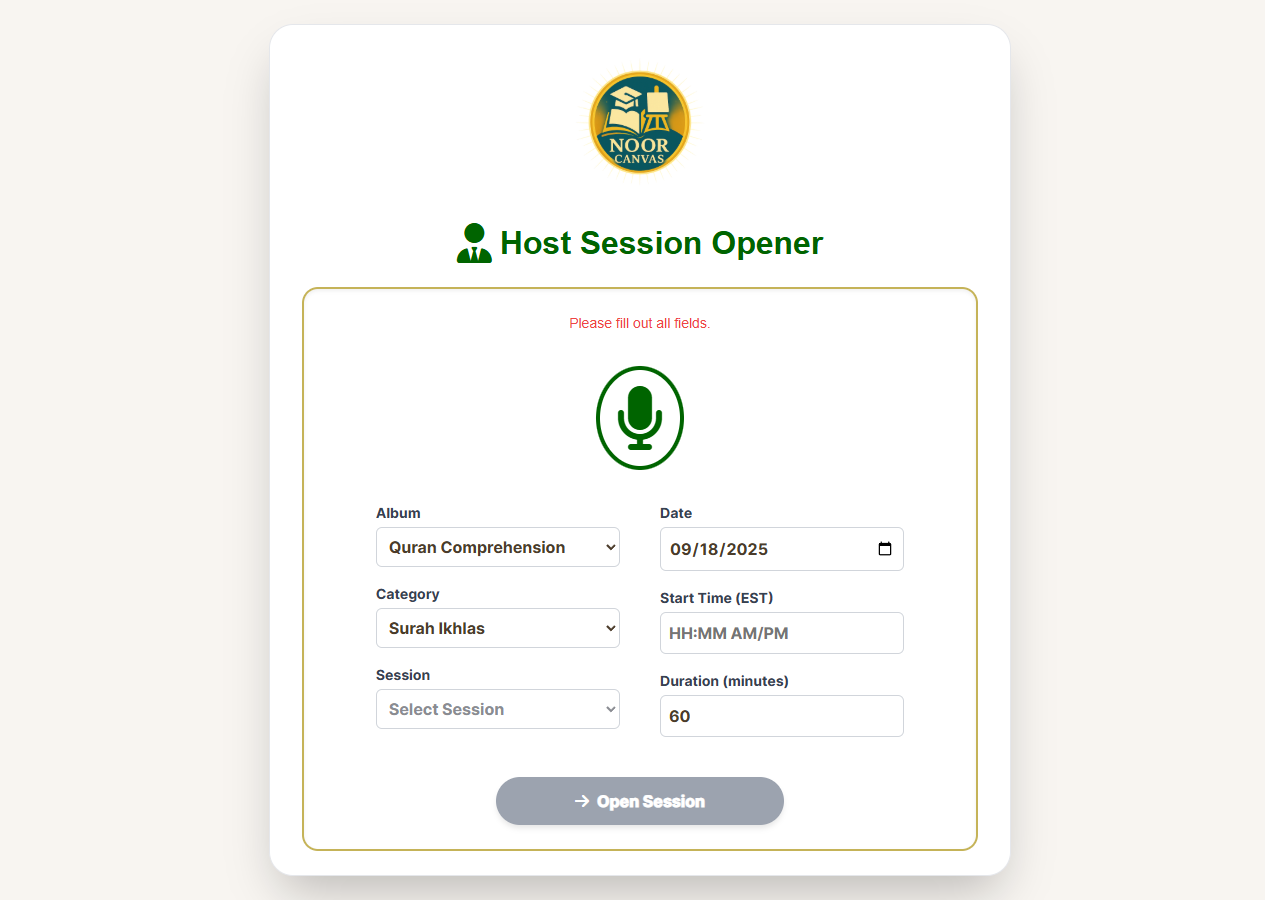 NOOR
CANVAS
Host Session Opener
Please fill out all fields.
Album
Quran Comprehension
Category
Surah Ikhlas
Session
Select Session
Date
09/18/2025
Start Time (EST)
HH:MM AM/PM
Duration (minutes)
60
Open Session